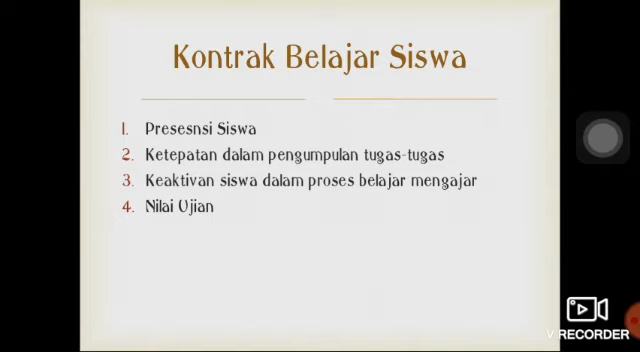 Kontrak Belajar Siswa
1. Presesnsi Siswa
2. Ketepatan dalam pengumpulan tugas-tugas
3. Keaktivan siswa dalam proses belajar mengajar
4. Nilai Ujian
V.RECORDER